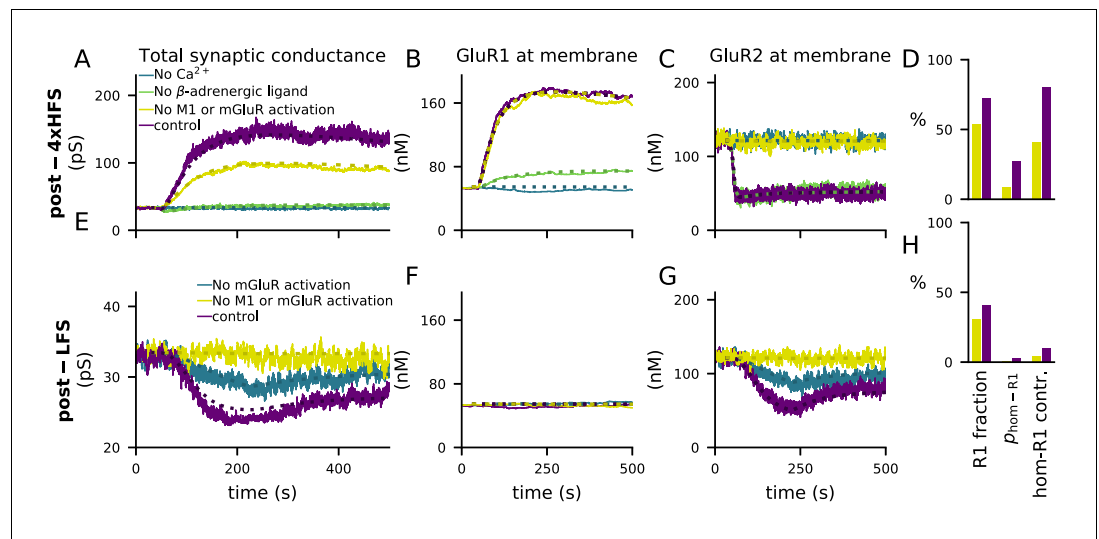 A Total synaptic conductance B GluR1 at membrane C GluR2 at membrane D
No Ca²⁺
No β-adrenergic ligand
No M1 or mGluR activation
control
post−4xHFS
(pS)
200
100
0
(nM)
160
80
0
(nM)
200
100
0
%
100
50
0
E F G H
No mGluR activation
No M1 or mGluR activation
control
post−LFS
(pS)
40
30
20
(nM)
160
80
0
(nM)
200
100
0
%
100
50
0
0 200 400
0 250 500
0 250 500
time (s) time (s) time (s)
R1 fraction
p_hom−R1
hom-R1 contr.